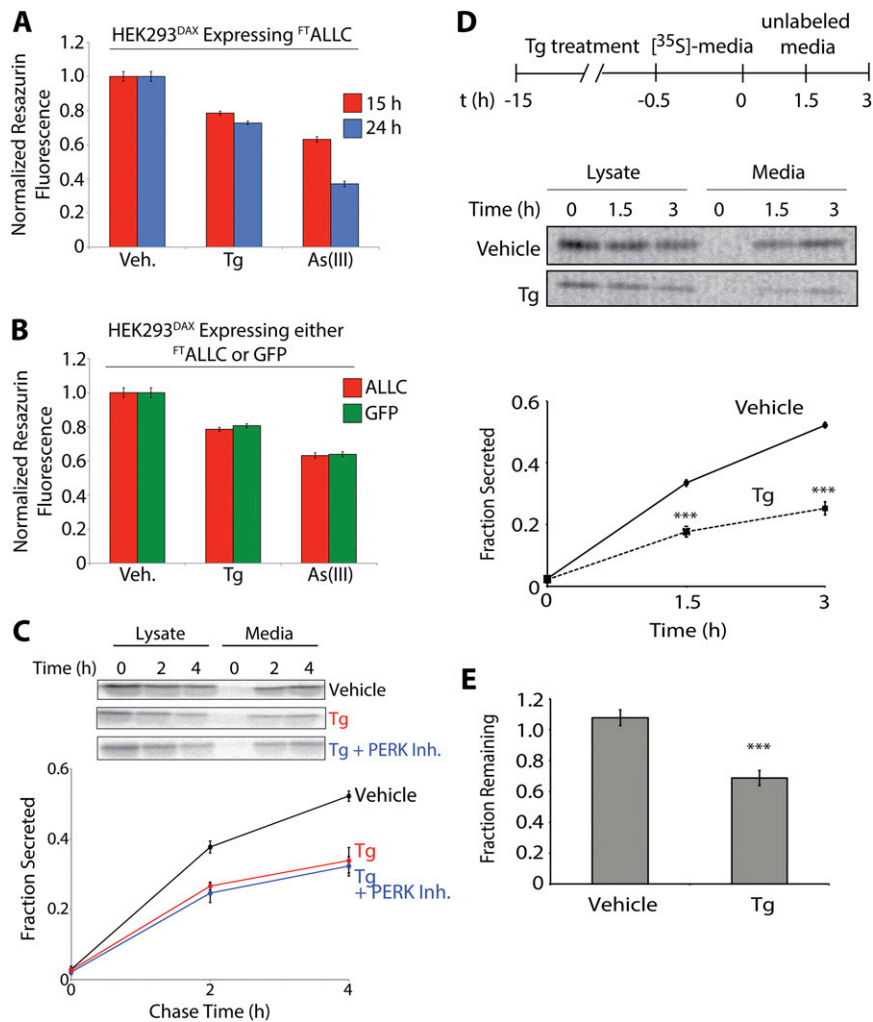 A
HEK293ᴰᴬˣ Expressing ᶠᵀALLC
Normalized Resazurin
Fluorescence
1.2
1.0
0.8
0.6
0.4
0.2
0
15 h
24 h
Veh. Tg As(III)
B
HEK293ᴰᴬˣ Expressing either
ᶠᵀALLC or GFP
Normalized Resazurin
Fluorescence
1.2
1.0
0.8
0.6
0.4
0.2
0
ALLC
GFP
Veh. Tg As(III)
C
Lysate Media
Time (h) 0 2 4 0 2 4
Vehicle
Tg
Tg + PERK Inh.
Fraction Secreted
0.6
0.4
0.2
0
Vehicle
Tg
Tg
+ PERK Inh.
0 2 4
Chase Time (h)
D
Tg treatment [³⁵S]-media unlabeled
media
t (h) -15 -0.5 0 1.5 3
Lysate Media
Time (h) 0 1.5 3 0 1.5 3
Vehicle
Tg
Fraction Secreted
0.6
0.4
0.2
0
Vehicle
Tg
***
***
0 1.5 3
Time (h)
E
Fraction Remaining
1.2
1.0
0.8
0.6
0.4
0.2
0
***
Vehicle Tg